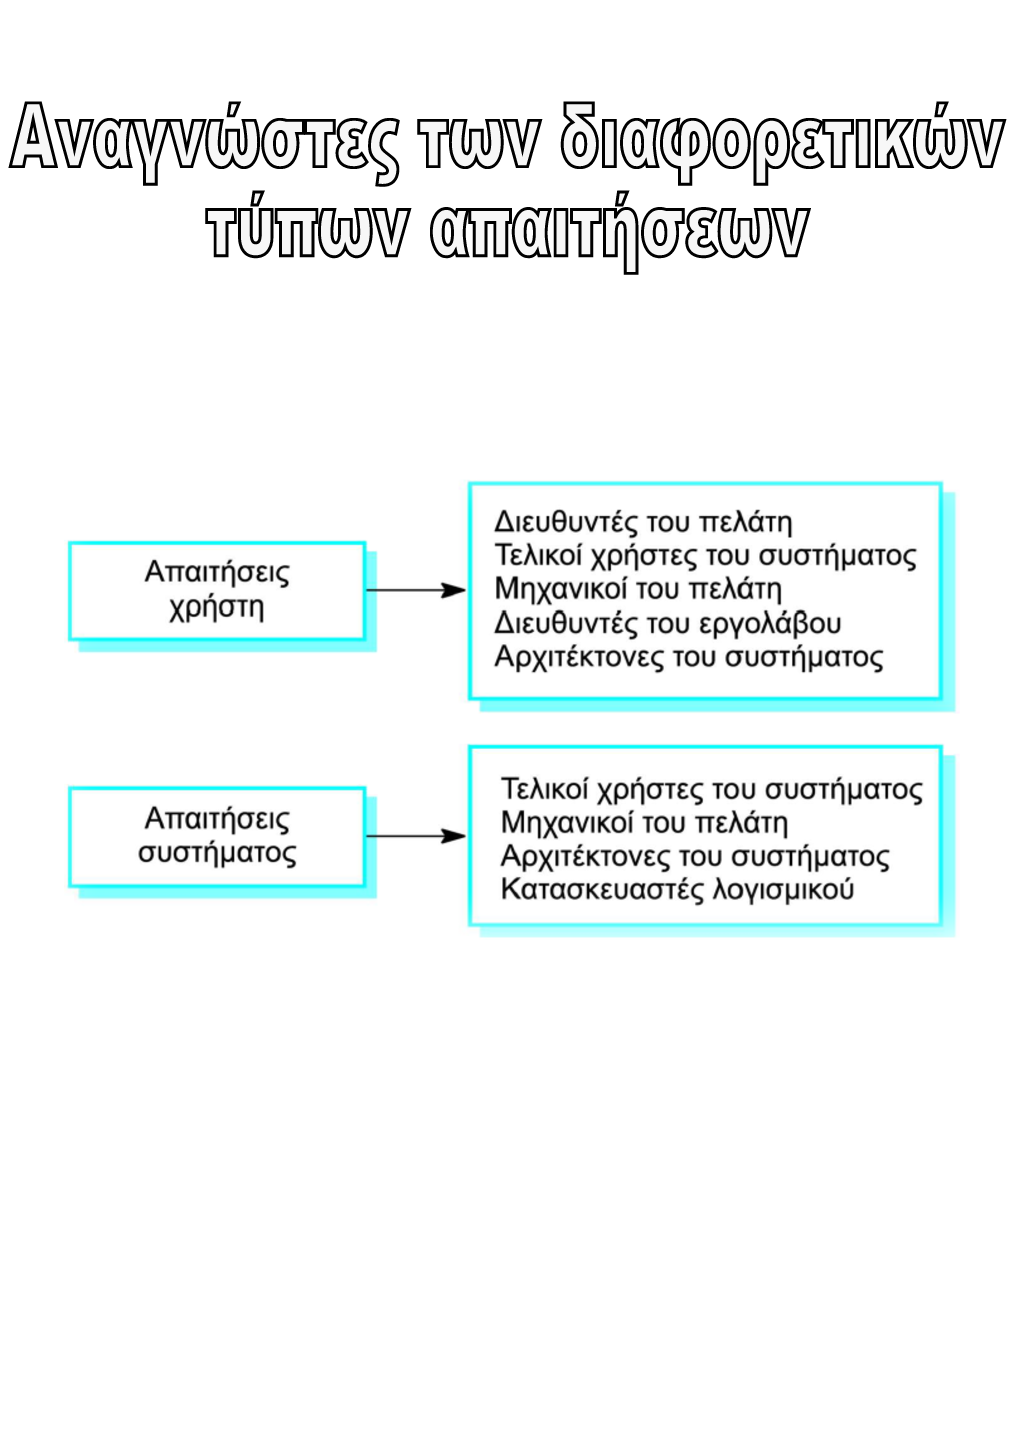 Αναγνώστες των διαφορετικών
τύπων απαιτήσεων
Απαιτήσεις
χρήστη
Διευθυντές του πελάτη
Τελικοί χρήστες του συστήματος
Μηχανικοί του πελάτη
Διευθυντές του εργολάβου
Αρχιτέκτονες του συστήματος
Απαιτήσεις
συστήματος
Τελικοί χρήστες του συστήματος
Μηχανικοί του πελάτη
Αρχιτέκτονες του συστήματος
Κατασκευαστές λογισμικού